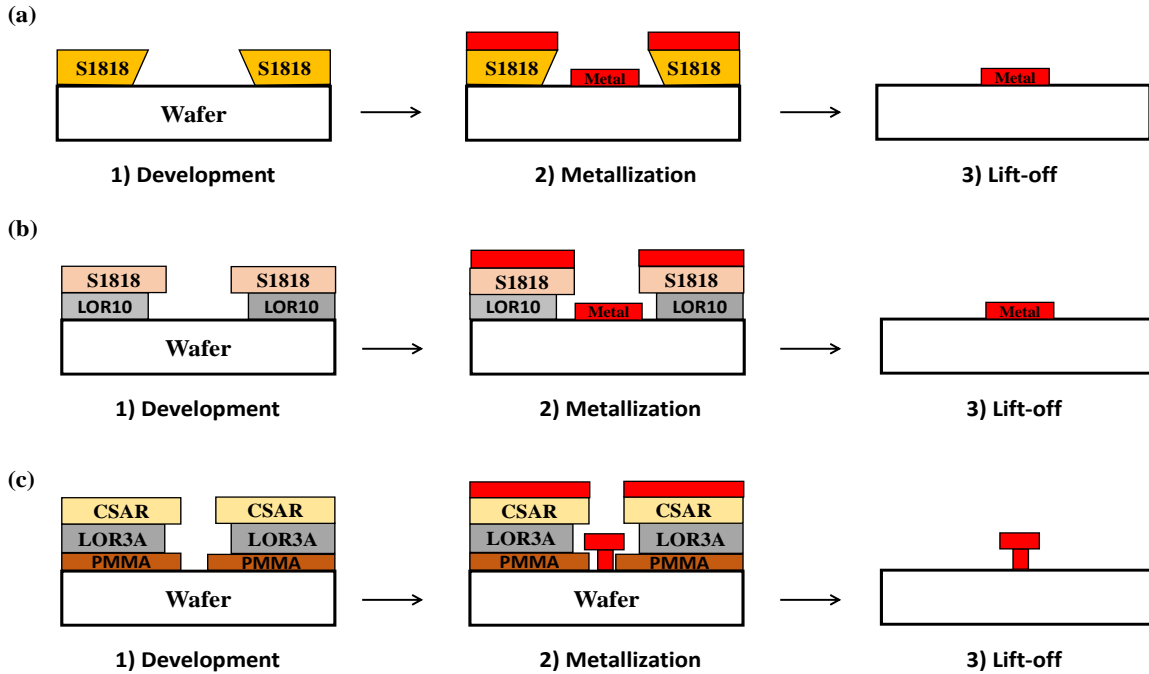 (a)
S1818 S1818 S1818 S1818
Metal Metal
Wafer
1) Development 2) Metallization 3) Lift-off
(b)
S1818 S1818 S1818 S1818
LOR10 LOR10 LOR10 Metal LOR10 Metal
Wafer
1) Development 2) Metallization 3) Lift-off
(c)
CSAR CSAR CSAR CSAR
LOR3A LOR3A LOR3A LOR3A
PMMA PMMA PMMA PMMA
Wafer Wafer
1) Development 2) Metallization 3) Lift-off